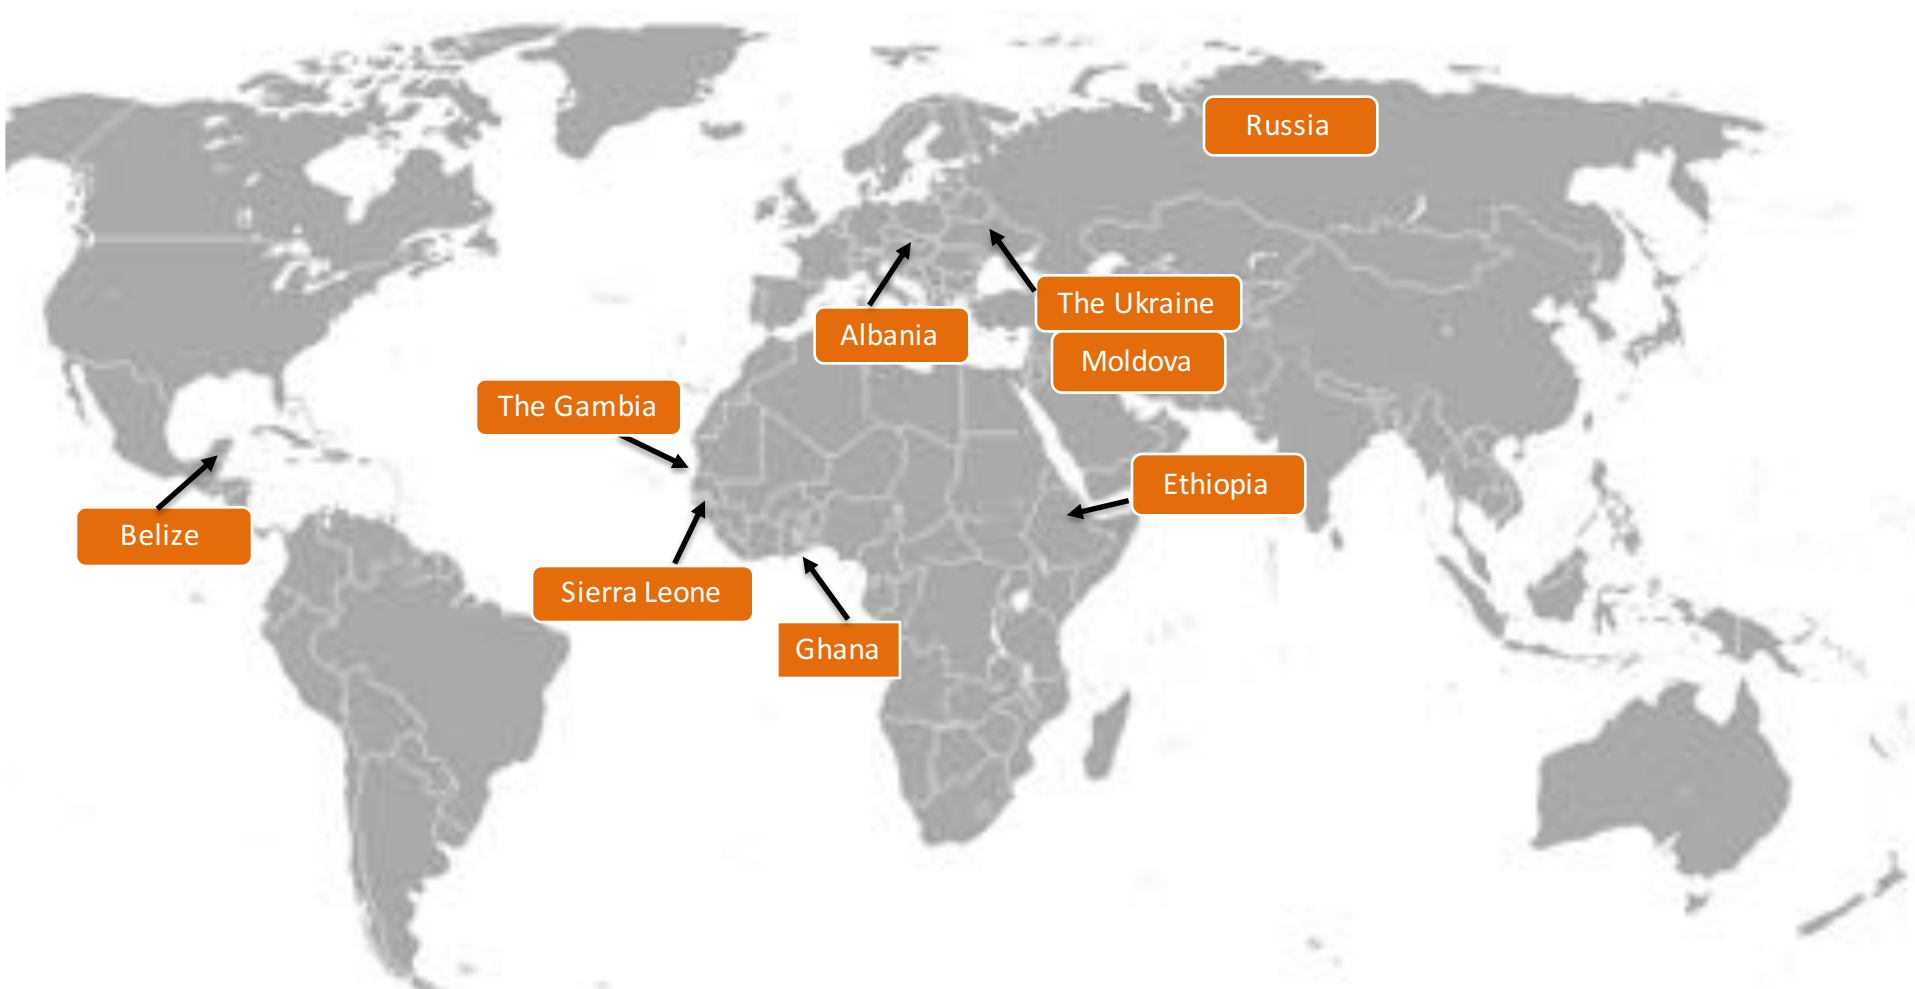 Russia
The Ukraine
Albania
Moldova
The Gambia
Ethiopia
Belize
Sierra Leone
Ghana